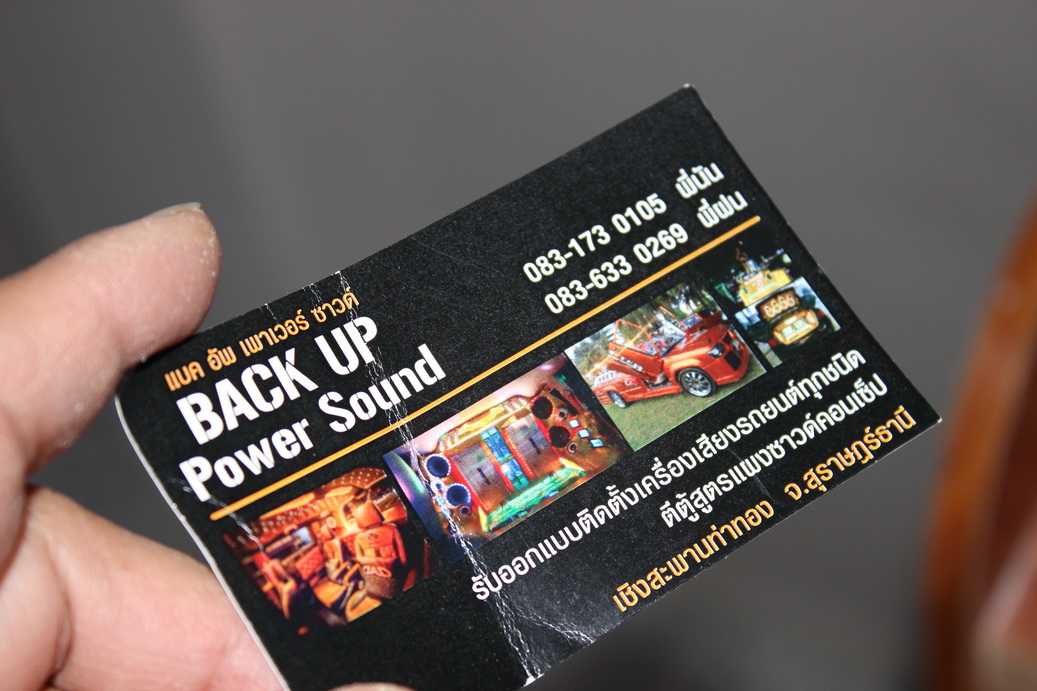 แบค อัพ เพาเวอร์ ซาวด์
BACK UP
Power Sound
083-173 0105 พี่นัน
083-633 0269 พี่ฝน
8666
DAD
รับออกแบบติดตั้งเครื่องเสียงรถยนต์ทุกชนิด
ตีตู้สูตรแพงซาวด์คอนเซ็ป
เชิงสะพานท่าทอง จ.สุราษฎร์ธานี